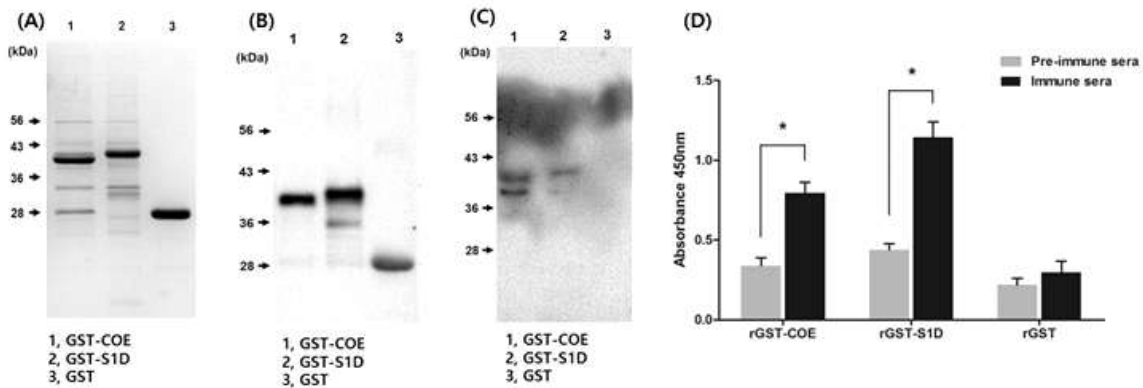 (A)
1 2 3
(kDa)
56
43
36
28
1, GST-COE
2, GST-S1D
3, GST
(B)
1 2 3
(kDa)
56
43
36
28
1, GST-COE
2, GST-S1D
3, GST
(C)
1 2 3
(kDa)
56
43
36
28
1, GST-COE
2, GST-S1D
3, GST
(D)
Pre-immune sera
Immune sera
Absorbance 450nm
1.5
1.0
0.5
0.0
*
*
rGST-COE rGST-S1D rGST